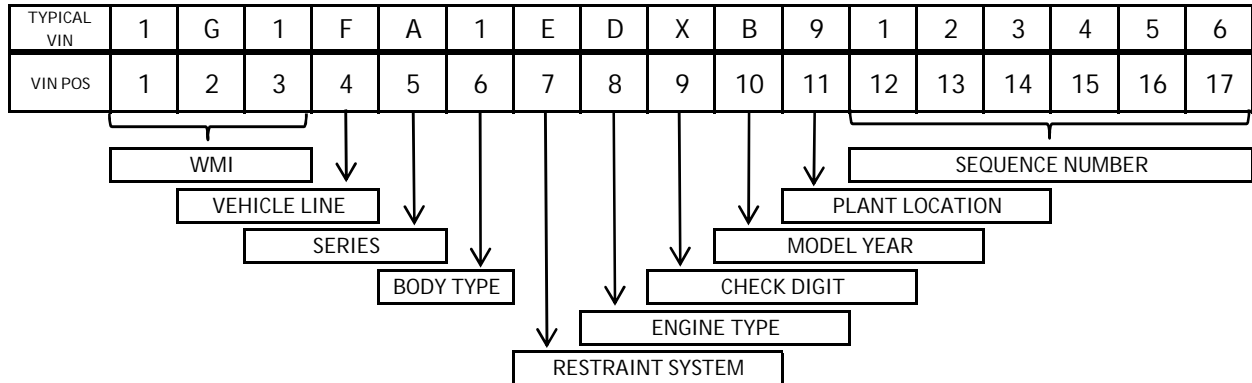 TYPICAL VIN 1 G 1 F A 1 E D X B 9 1 2 3 4 5 6
VIN POS 1 2 3 4 5 6 7 8 9 10 11 12 13 14 15 16 17
WMI SEQUENCE NUMBER
VEHICLE LINE PLANT LOCATION
SERIES MODEL YEAR
BODY TYPE CHECK DIGIT
ENGINE TYPE
RESTRAINT SYSTEM